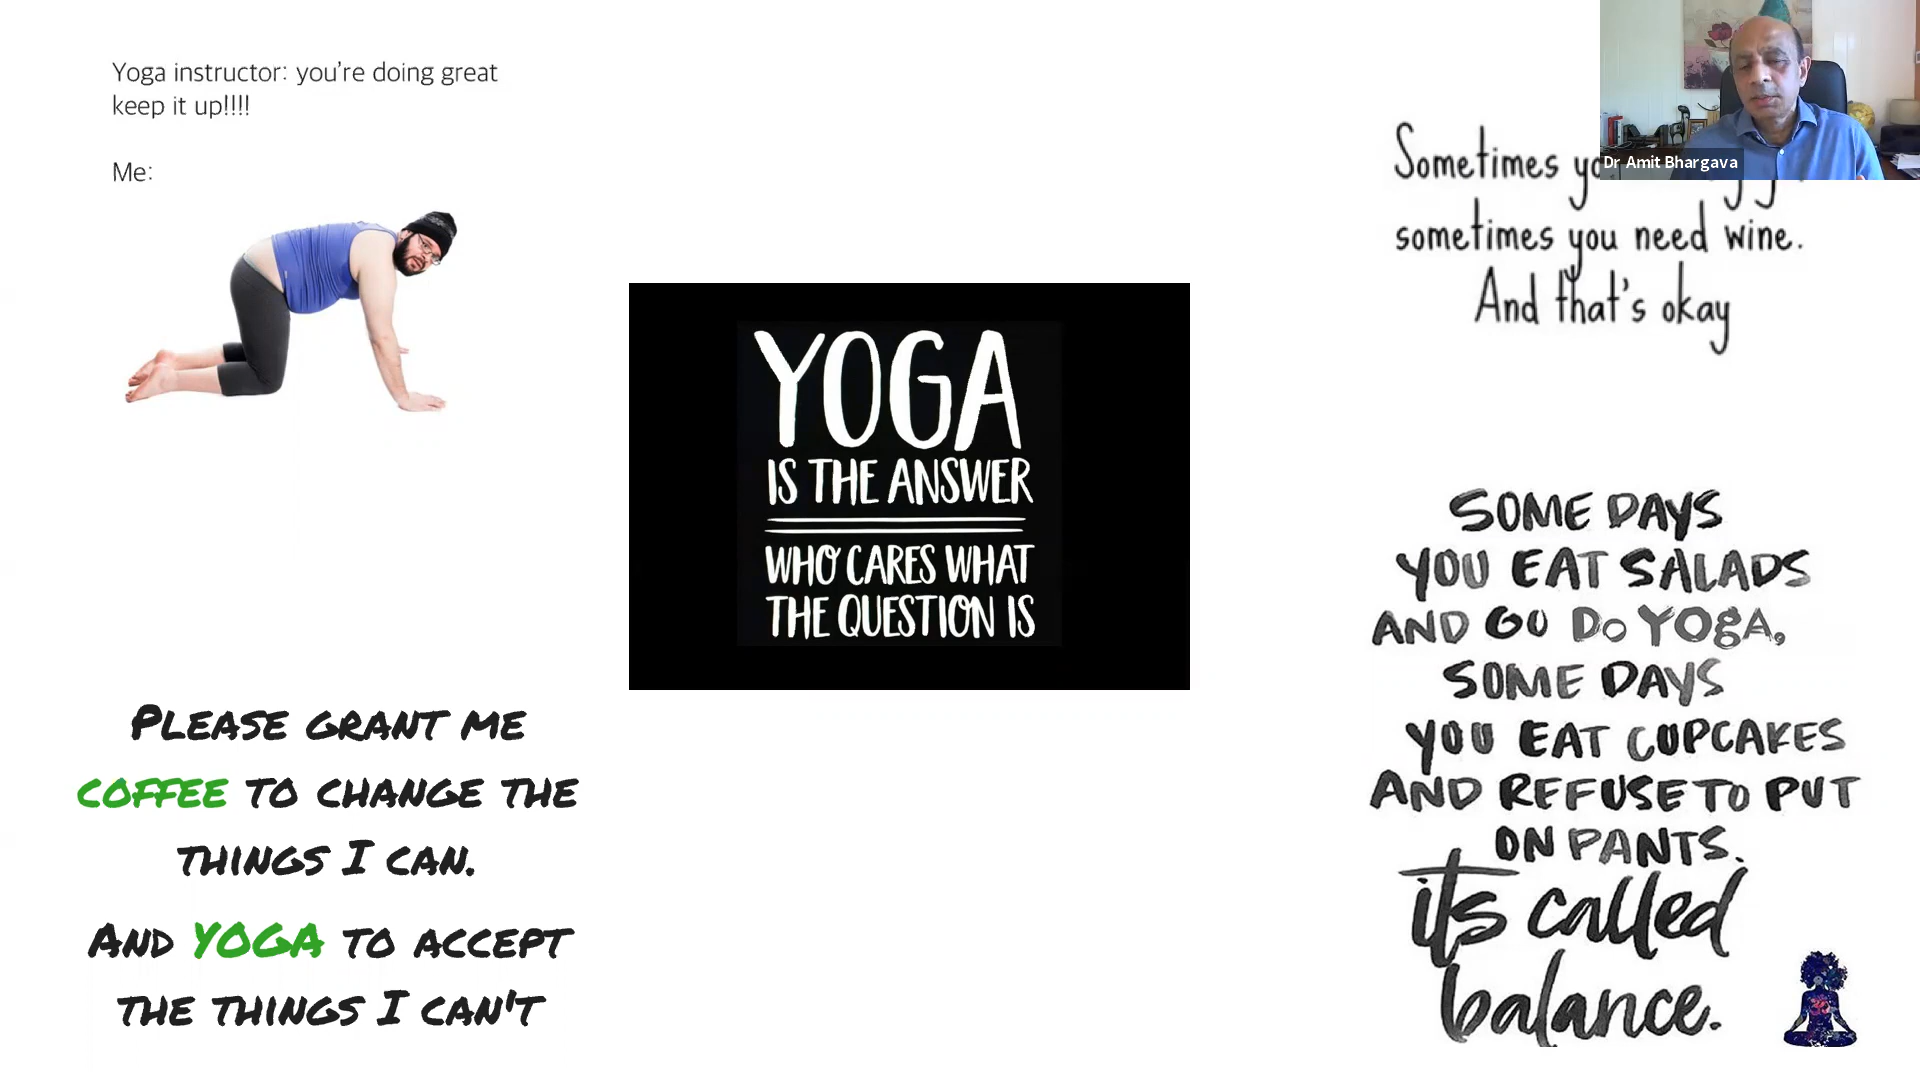 Yoga instructor: you're doing great
keep it up!!!!
Me:
Dr Amit Bhargava
Sometimes
sometimes you need wine.
And that's okay
YOGA
IS THE ANSWER
WHO CARES WHAT
THE QUESTION IS
SOME DAYS
YOU EAT SALADS
AND GO DO YOGA,
SOME DAYS
YOU EAT CUPCAKES
AND REFUSE TO PUT
ON PANTS.
it's called
balance.
PLEASE GRANT ME
COFFEE TO CHANGE THE
THINGS I CAN.
AND YOGA TO ACCEPT
THE THINGS I CAN'T